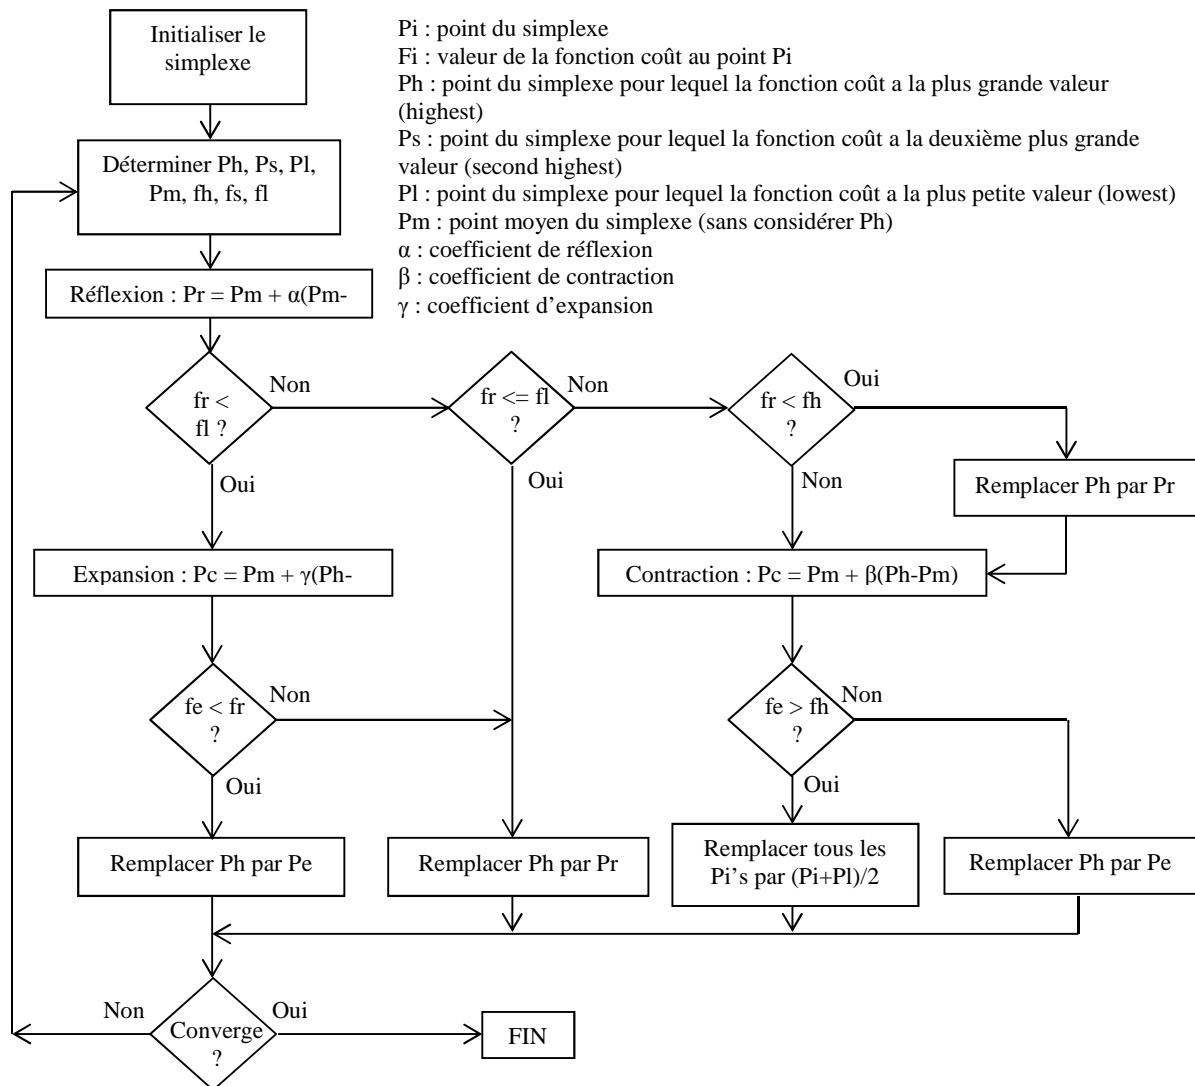 Initialiser le
simplexe
Pi : point du simplexe
Fi : valeur de la fonction coût au point Pi
Ph : point du simplexe pour lequel la fonction coût a la plus grande valeur
(highest)
Ps : point du simplexe pour lequel la fonction coût a la deuxième plus grande
valeur (second highest)
Pl : point du simplexe pour lequel la fonction coût a la plus petite valeur (lowest)
Pm : point moyen du simplexe (sans considérer Ph)
α : coefficient de réflexion
β : coefficient de contraction
γ : coefficient d'expansion
Déterminer Ph, Ps, Pl,
Pm, fh, fs, fl
Réflexion : Pr = Pm + α(Pm-
fr <
fl ?
Non
Oui
fr <= fl
?
Non
Oui
fr < fh
?
Oui
Non
Remplacer Ph par Pr
Expansion : Pc = Pm + γ(Ph-
Contraction : Pc = Pm + β(Ph-Pm)
fe < fr
?
Non
Oui
fe > fh
?
Non
Oui
Remplacer Ph par Pe
Remplacer Ph par Pr
Remplacer tous les
Pi's par (Pi+Pl)/2
Remplacer Ph par Pe
Non
Converge
?
Oui
FIN